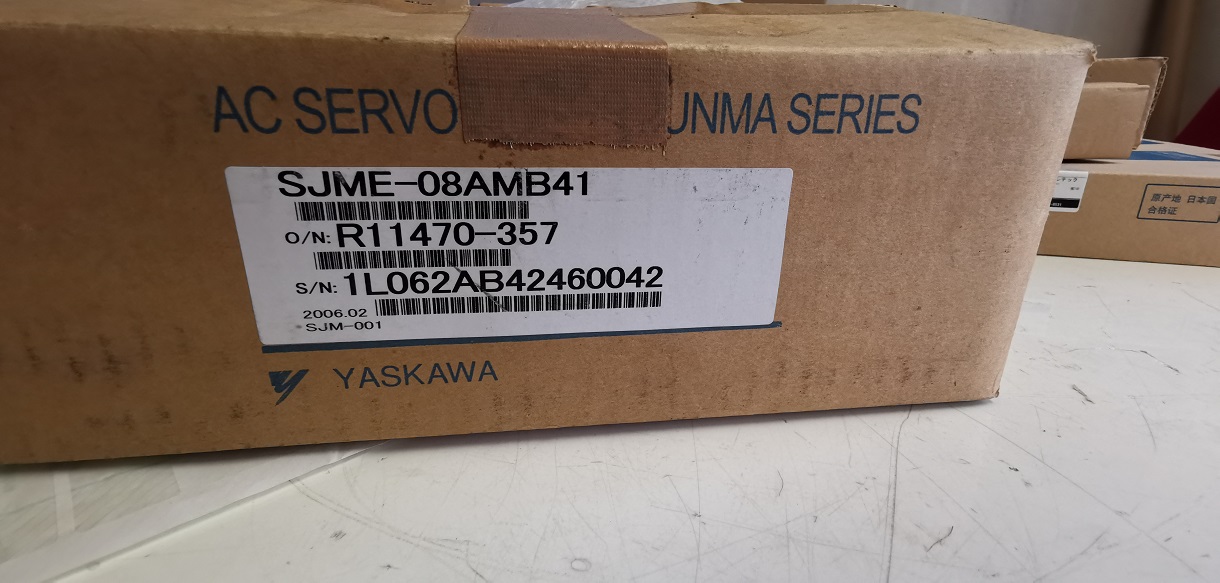 AC SERVO UNMA SERIES
SJME-08AMB41
O/N: R11470-357
S/N: 1L062AB42460042
2006.02
SJM-001
YASKAWA
原产地 日本国
合格证